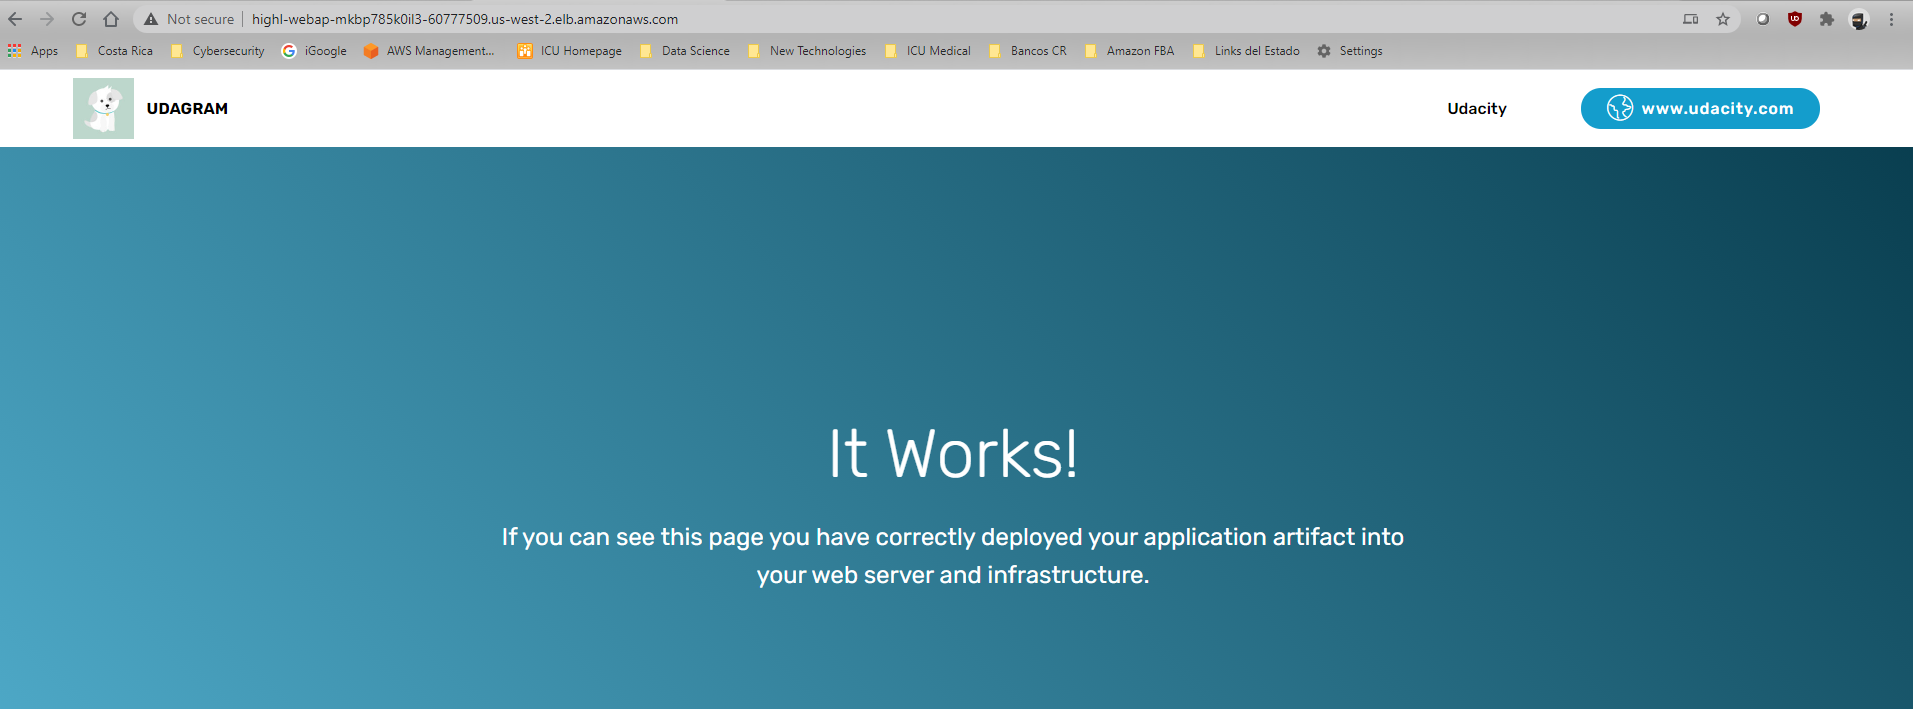 Not secure highl-webap-mkbp785k0il3-60777509.us-west-2.elb.amazonaws.com
Apps Costa Rica Cybersecurity iGoogle AWS Management... ICU Homepage Data Science New Technologies ICU Medical Bancos CR Amazon FBA Links del Estado Settings
UDAGRAM Udacity www.udacity.com
It Works!
If you can see this page you have correctly deployed your application artifact into
your web server and infrastructure.